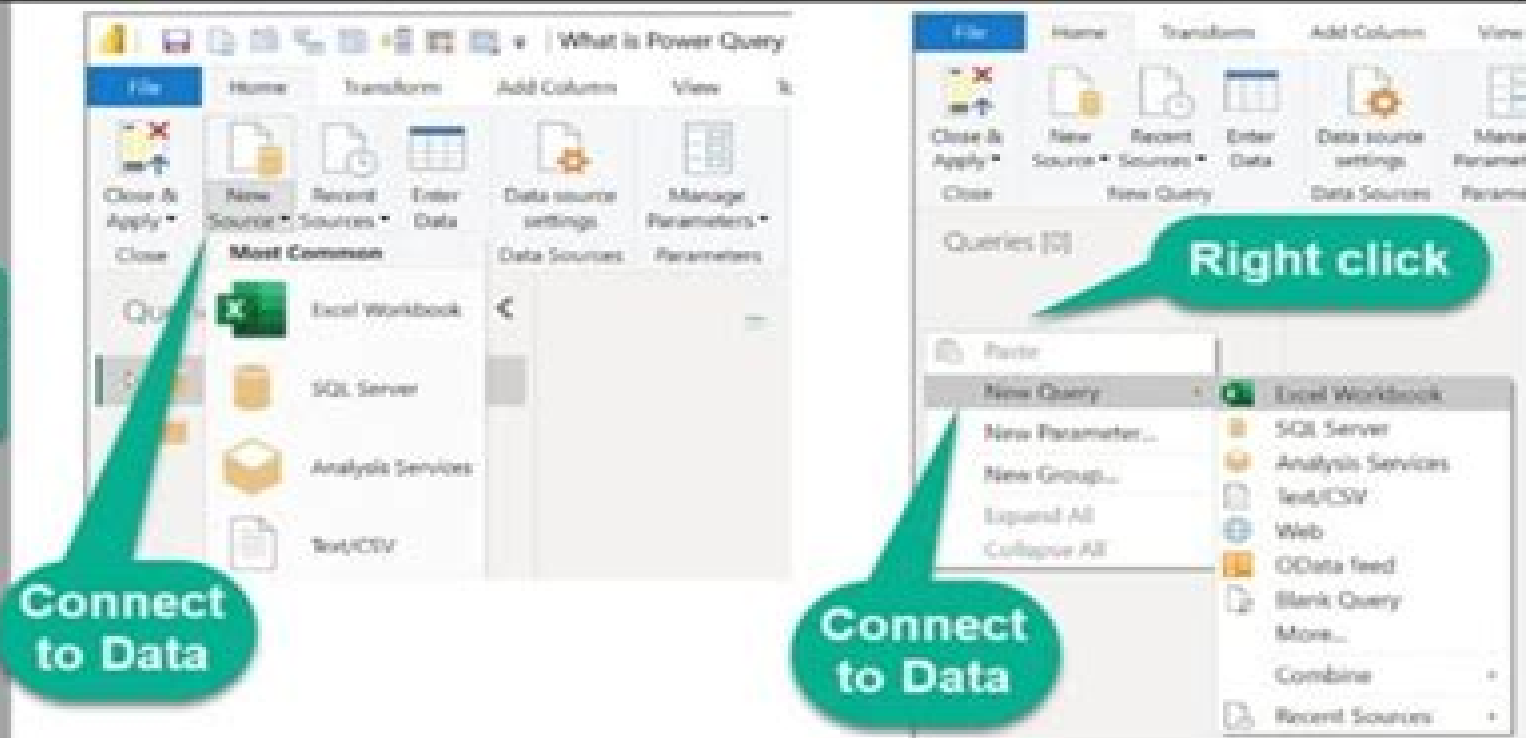 What is Power Query
File Home Transform Add Column View
Close & Apply
New Source
Recent Sources
Enter Data
Data source settings
Manage Parameters
Close
Data Sources
Parameters
Most Common
Excel Workbook
SQL Server
Analysis Services
Text/CSV
Connect
to Data
File Home Transform Add Column View
Close & Apply
New Source
Recent Sources
Enter Data
Data source settings
Close
New Query
Data Sources
Queries [0]
Right click
Paste
New Query
New Parameter...
New Group...
Expand All
Collapse All
Excel Workbook
SQL Server
Analysis Services
Text/CSV
Web
OData feed
Blank Query
More...
Combine
Recent Sources
Connect
to Data